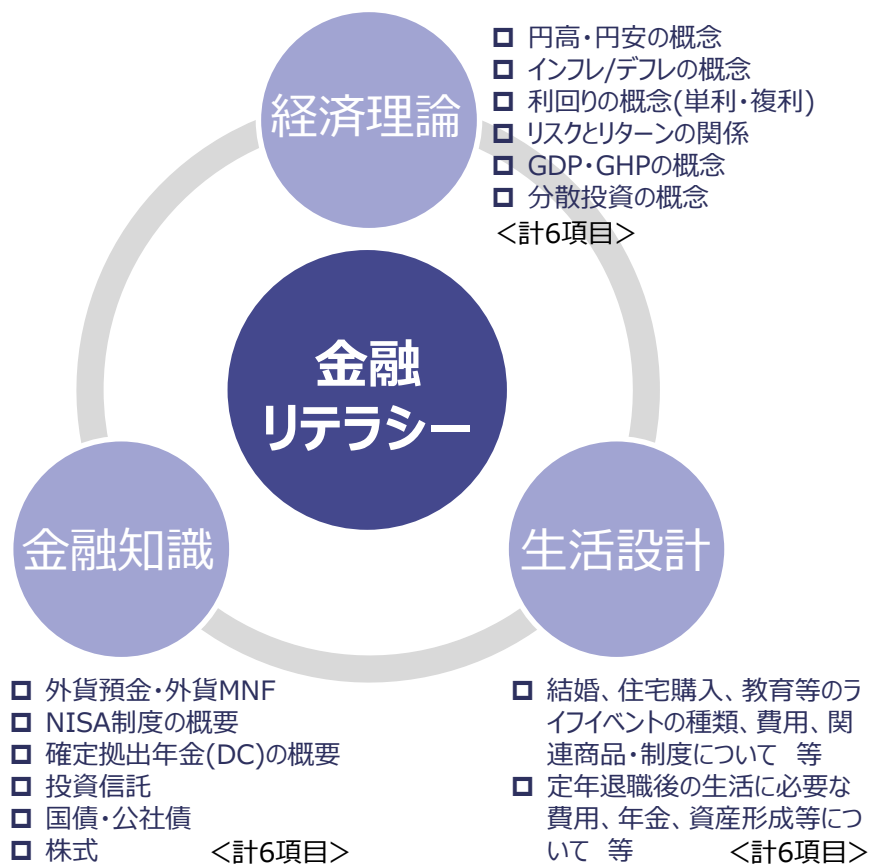 経済理論
□ 円高・円安の概念
□ インフレ/デフレの概念
□ 利回りの概念(単利・複利)
□ リスクとリターンの関係
□ GDP・GHPの概念
□ 分散投資の概念
<計6項目>
金融
リテラシー
金融知識
□ 外貨預金・外貨MNF
□ NISA制度の概要
□ 確定拠出年金(DC)の概要
□ 投資信託
□ 国債・公社債
□ 株式 <計6項目>
生活設計
□ 結婚、住宅購入、教育等のラ
イフイベントの種類、費用、関
連商品・制度について 等
□ 定年退職後の生活に必要な
費用、年金、資産形成等につ
いて 等 <計6項目>